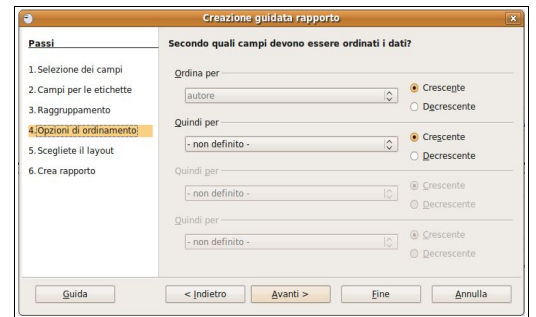 Creazione guidata rapporto
Passi
1. Selezione dei campi
2. Campi per le etichette
3. Raggruppamento
4. Opzioni di ordinamento
5. Scegliete il layout
6. Crea rapporto
Secondo quali campi devono essere ordinati i dati?
Ordina per
autore
Crescente
Decrescente
Quindi per
- non definito -
Crescente
Decrescente
Quindi per
- non definito -
Crescente
Decrescente
Quindi per
- non definito -
Crescente
Decrescente
Guida
< Indietro
Avanti >
Fine
Annulla